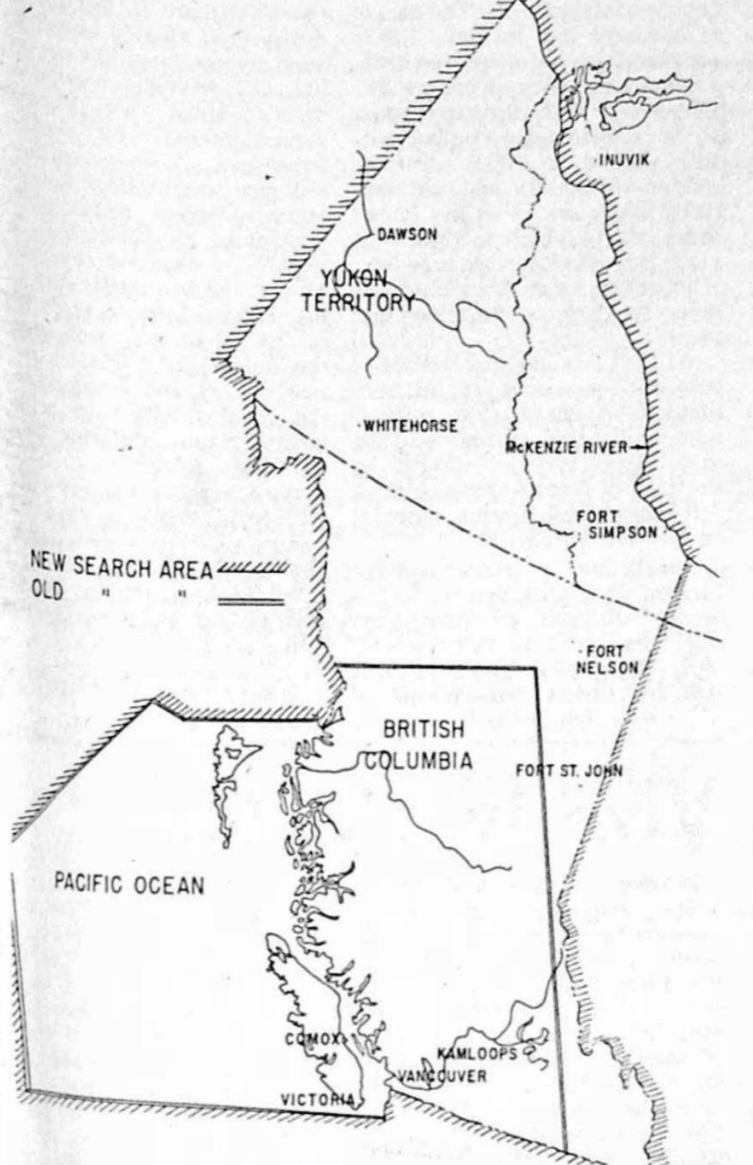 INUVIK
DAWSON
YUKON
TERRITORY
WHITEHORSE
McKENZIE RIVER
FORT
SIMPSON
NEW SEARCH AREA
OLD " "
FORT
NELSON
BRITISH
COLUMBIA
FORT ST. JOHN
PACIFIC OCEAN
COMOX
KAMLOOPS
VANCOUVER
VICTORIA